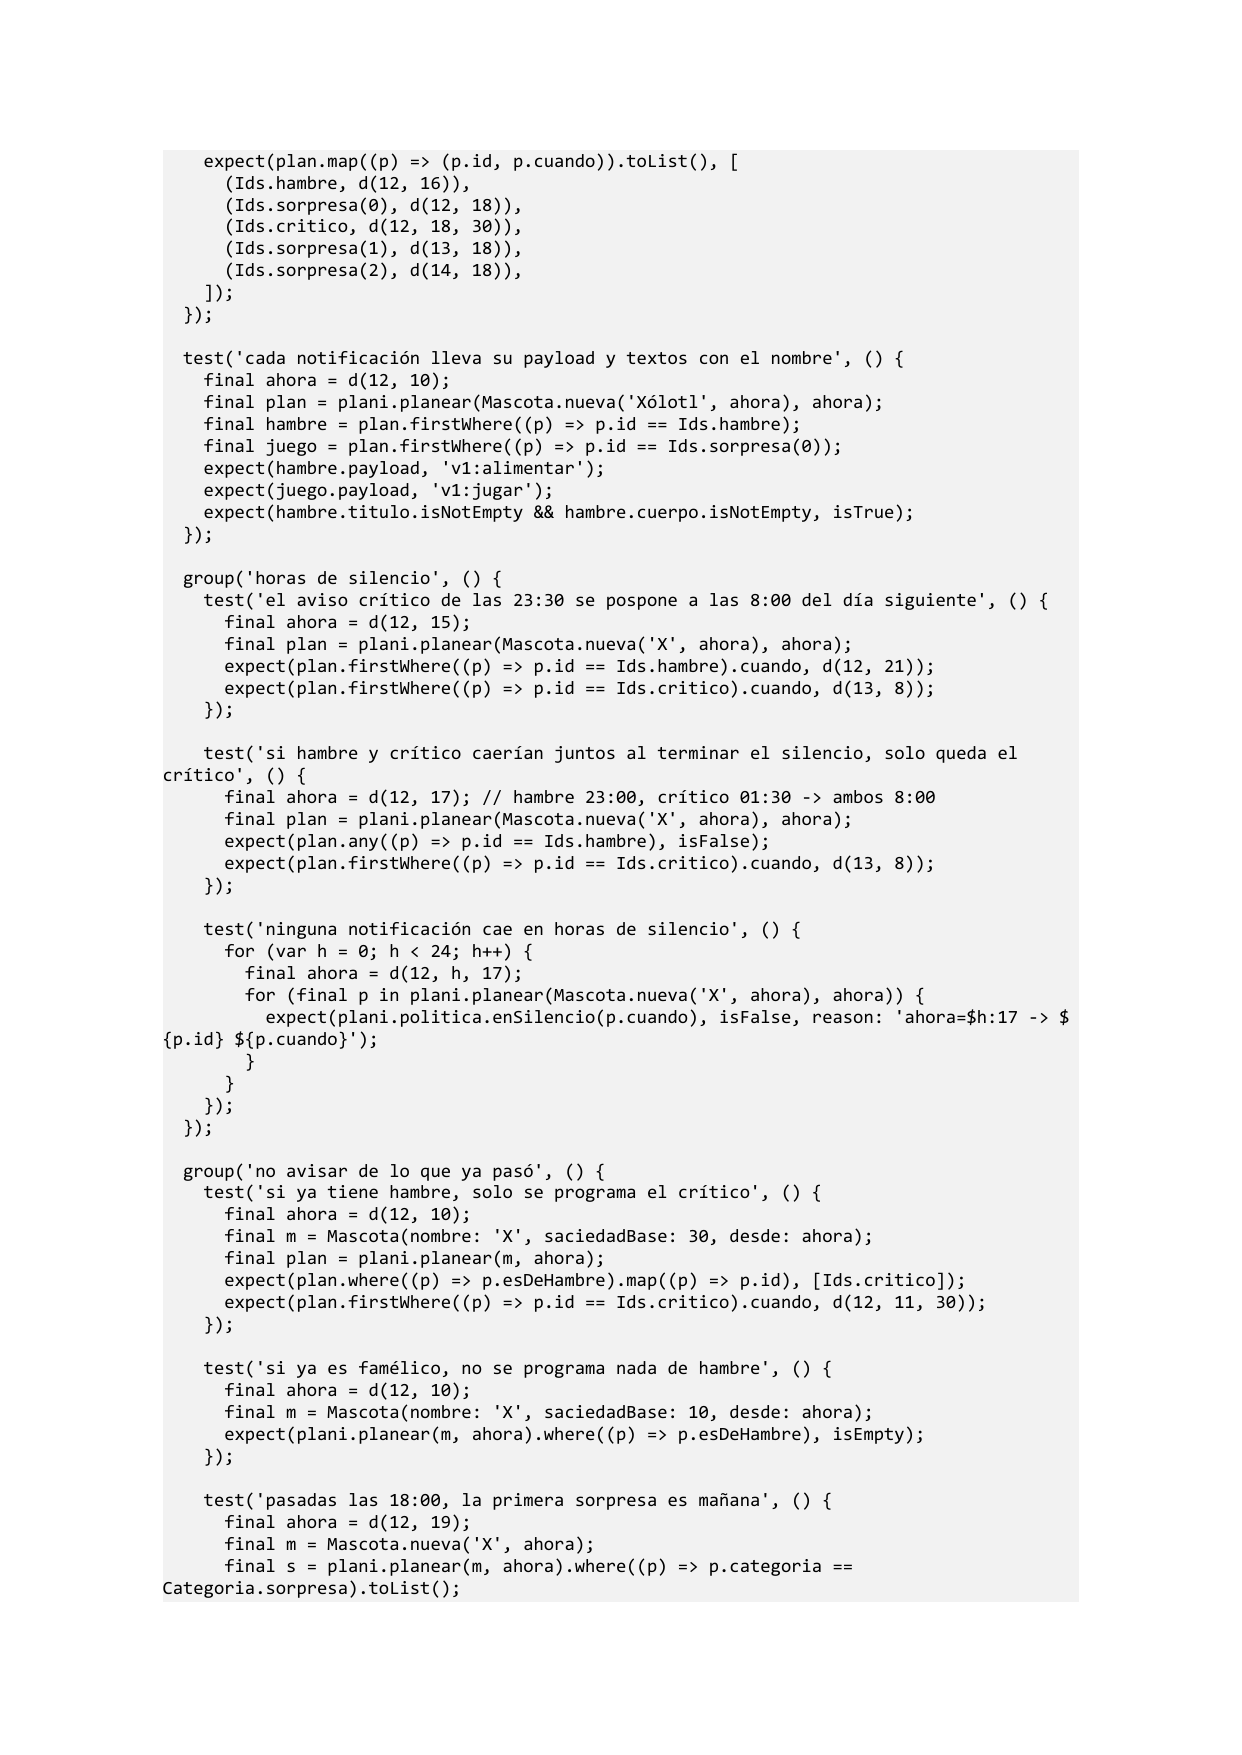 expect(plan.map((p) => (p.id, p.cuando)).toList(), [
      (Ids.hambre, d(12, 16)),
      (Ids.sorpresa(0), d(12, 18)),
      (Ids.critico, d(12, 18, 30)),
      (Ids.sorpresa(1), d(13, 18)),
      (Ids.sorpresa(2), d(14, 18)),
    ]);
  });

  test('cada notificación lleva su payload y textos con el nombre', () {
    final ahora = d(12, 10);
    final plan = plani.planear(Mascota.nueva('Xólotl', ahora), ahora);
    final hambre = plan.firstWhere((p) => p.id == Ids.hambre);
    final juego = plan.firstWhere((p) => p.id == Ids.sorpresa(0));
    expect(hambre.payload, 'v1:alimentar');
    expect(juego.payload, 'v1:jugar');
    expect(hambre.titulo.isNotEmpty && hambre.cuerpo.isNotEmpty, isTrue);
  });

  group('horas de silencio', () {
    test('el aviso crítico de las 23:30 se pospone a las 8:00 del día siguiente', () {
      final ahora = d(12, 15);
      final plan = plani.planear(Mascota.nueva('X', ahora), ahora);
      expect(plan.firstWhere((p) => p.id == Ids.hambre).cuando, d(12, 21));
      expect(plan.firstWhere((p) => p.id == Ids.critico).cuando, d(13, 8));
    });

    test('si hambre y crítico caerían juntos al terminar el silencio, solo queda el
crítico', () {
      final ahora = d(12, 17); // hambre 23:00, crítico 01:30 -> ambos 8:00
      final plan = plani.planear(Mascota.nueva('X', ahora), ahora);
      expect(plan.any((p) => p.id == Ids.hambre), isFalse);
      expect(plan.firstWhere((p) => p.id == Ids.critico).cuando, d(13, 8));
    });

    test('ninguna notificación cae en horas de silencio', () {
      for (var h = 0; h < 24; h++) {
        final ahora = d(12, h, 17);
        for (final p in plani.planear(Mascota.nueva('X', ahora), ahora)) {
          expect(plani.politica.enSilencio(p.cuando), isFalse, reason: 'ahora=$h:17 -> $
{p.id} ${p.cuando}');
        }
      }
    });
  });

  group('no avisar de lo que ya pasó', () {
    test('si ya tiene hambre, solo se programa el crítico', () {
      final ahora = d(12, 10);
      final m = Mascota(nombre: 'X', saciedadBase: 30, desde: ahora);
      final plan = plani.planear(m, ahora);
      expect(plan.where((p) => p.esDeHambre).map((p) => p.id), [Ids.critico]);
      expect(plan.firstWhere((p) => p.id == Ids.critico).cuando, d(12, 11, 30));
    });

    test('si ya es famélico, no se programa nada de hambre', () {
      final ahora = d(12, 10);
      final m = Mascota(nombre: 'X', saciedadBase: 10, desde: ahora);
      expect(plani.planear(m, ahora).where((p) => p.esDeHambre), isEmpty);
    });

    test('pasadas las 18:00, la primera sorpresa es mañana', () {
      final ahora = d(12, 19);
      final m = Mascota.nueva('X', ahora);
      final s = plani.planear(m, ahora).where((p) => p.categoria ==
Categoria.sorpresa).toList();